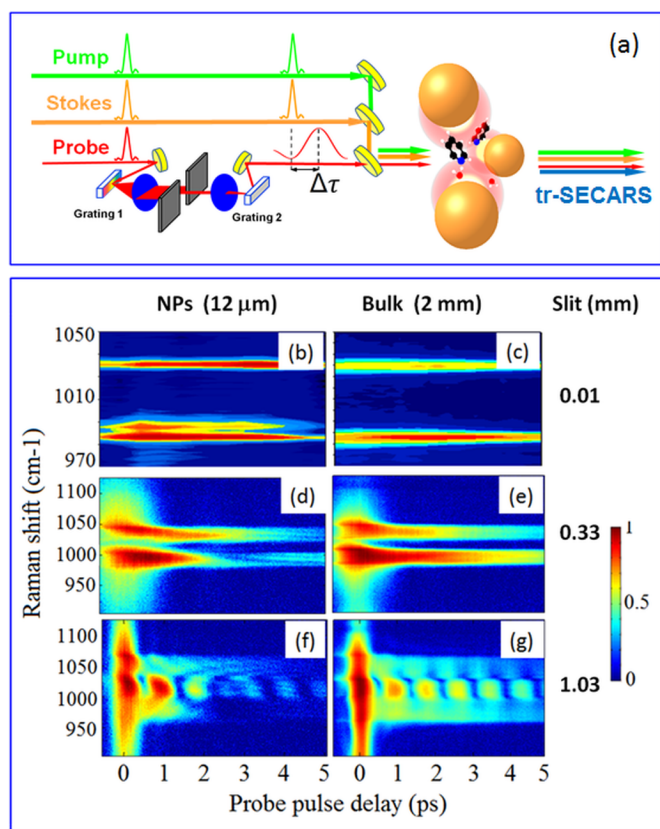 (a)
Pump
Stokes
Probe
Δτ
Grating 1
Grating 2
tr-SECARS
NPs (12 μm) Bulk (2 mm) Slit (mm)
1050 (b) (c)
1010 0.01
970
1100 (d) (e)
1050 0.33
1000
950
1 0.5 0
1100 (f) (g)
1050 1.03
1000
950
0 1 2 3 4 5 0 1 2 3 4 5
Raman shift (cm-1)
Probe pulse delay (ps)